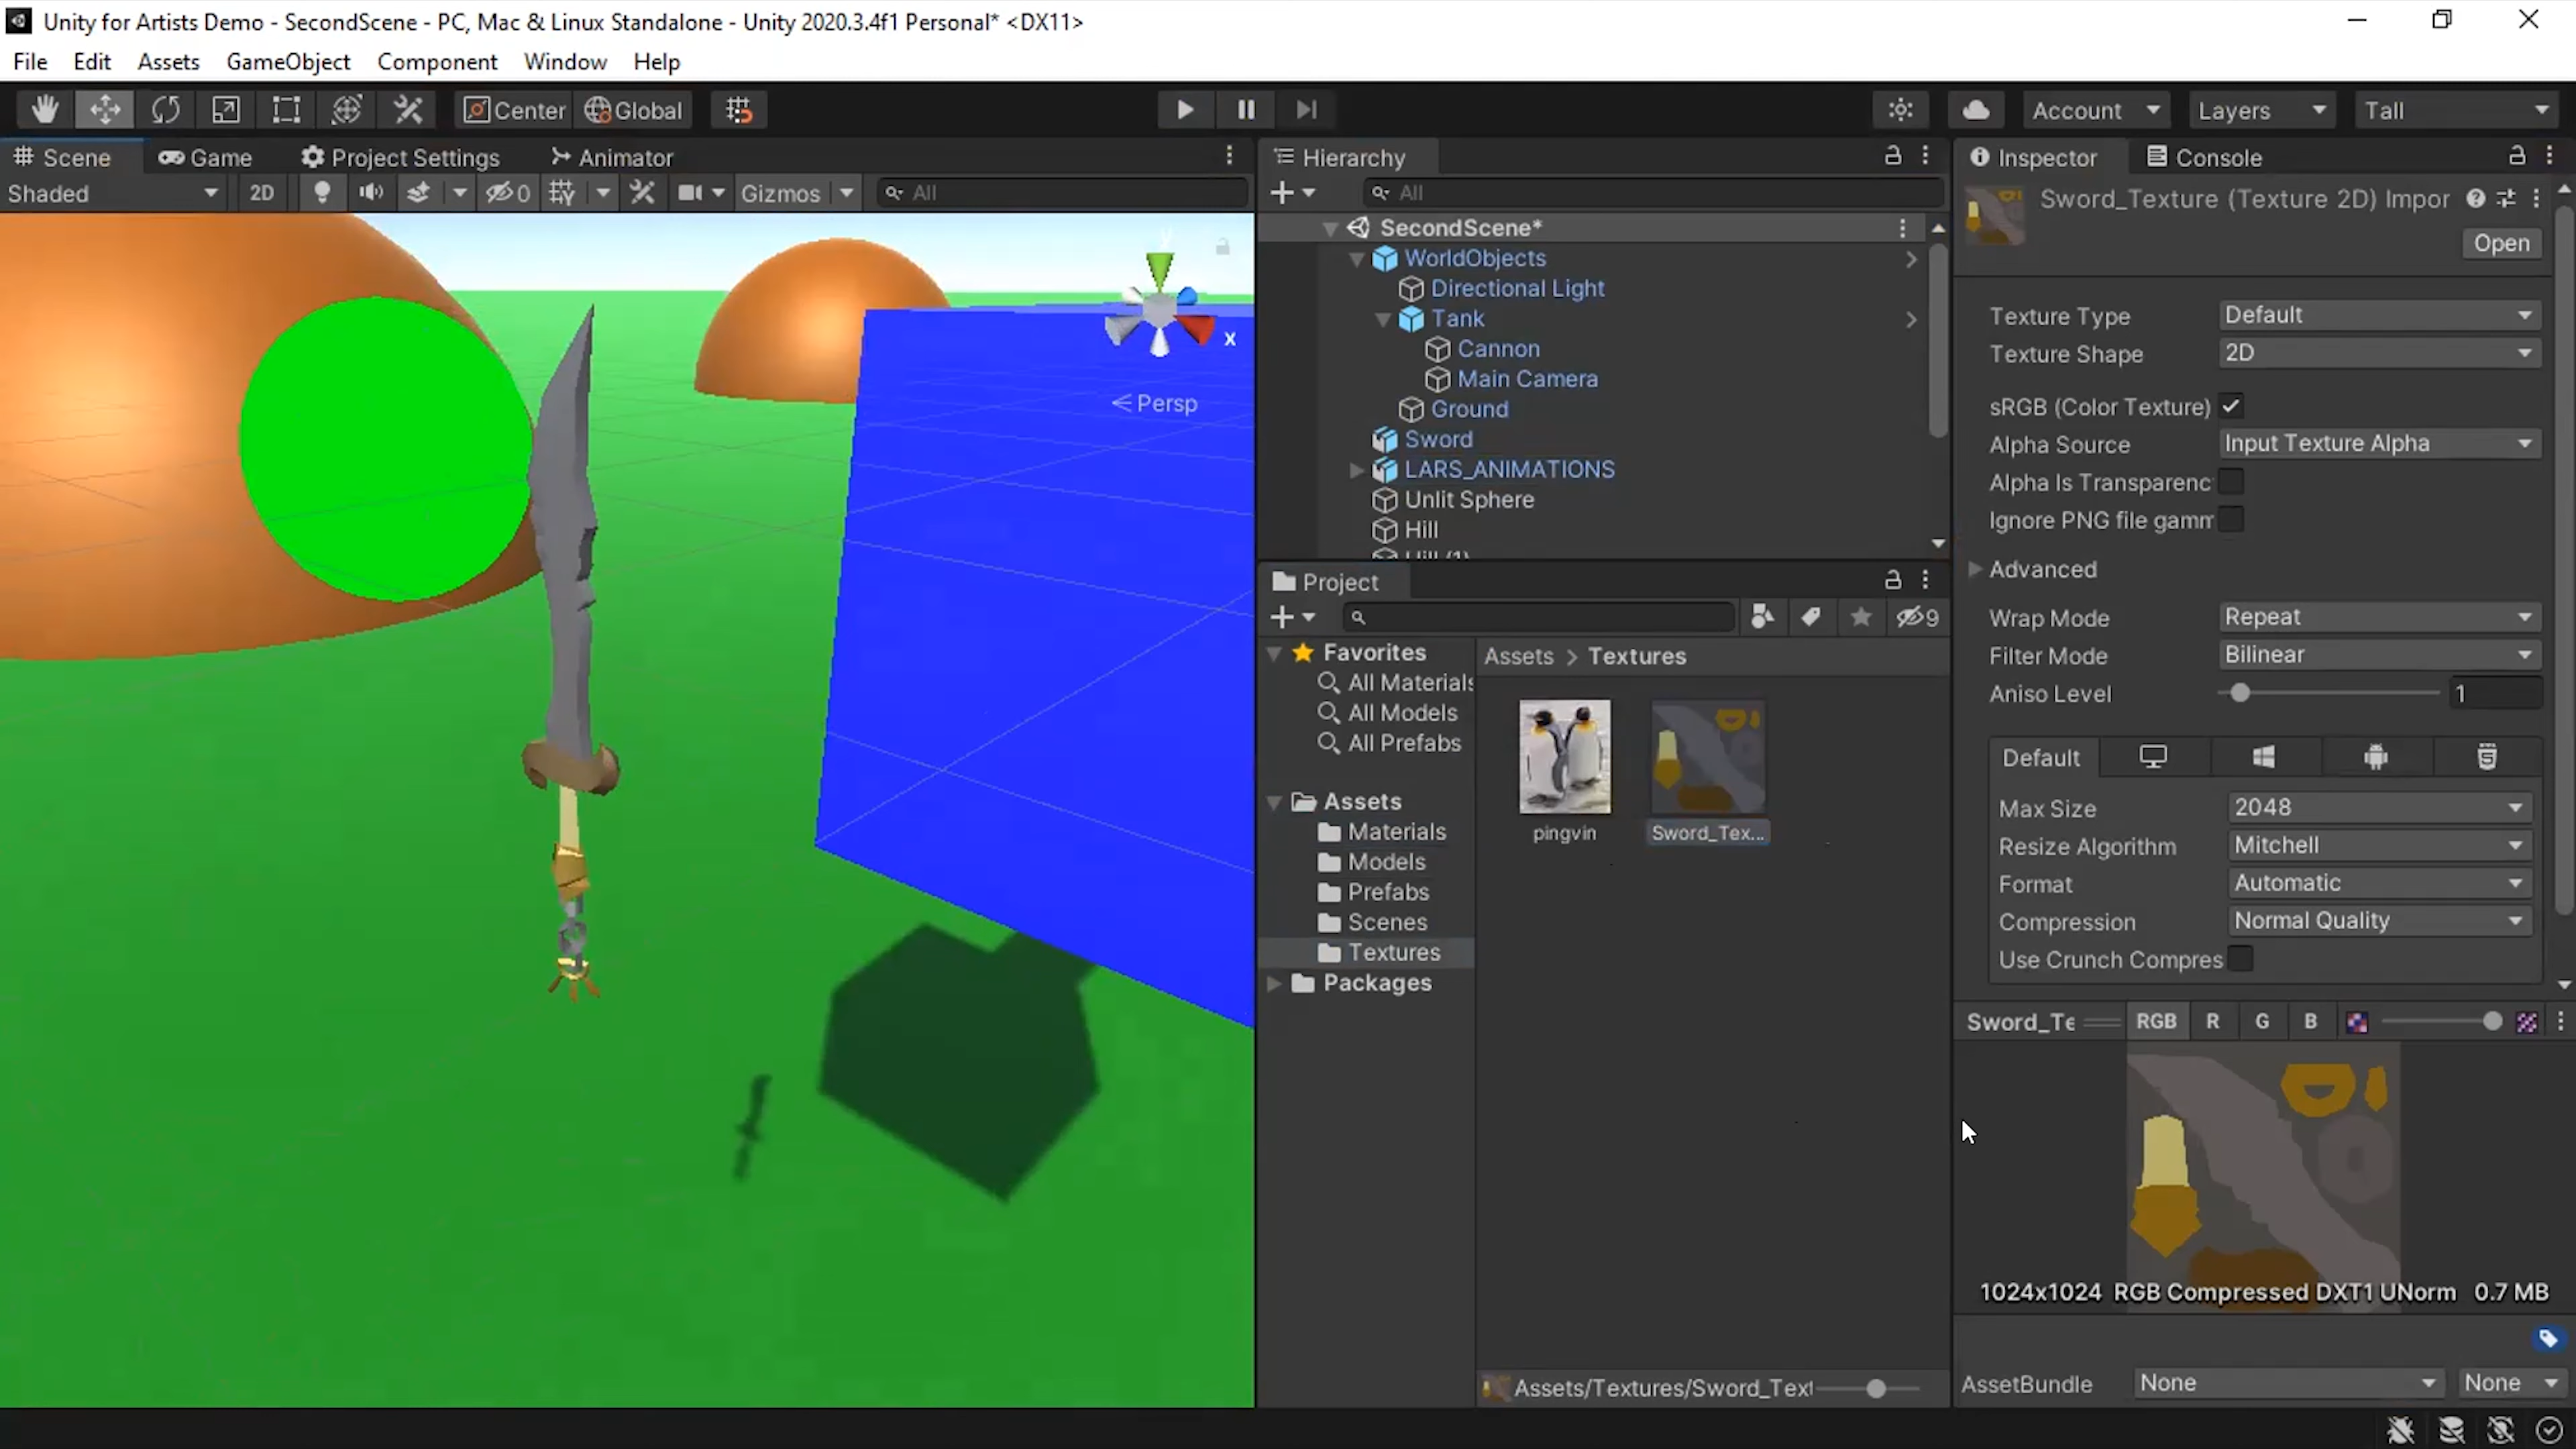 Unity for Artists Demo - SecondScene - PC, Mac & Linux Standalone - Unity 2020.3.4f1 Personal* <DX11>
File Edit Assets GameObject Component Window Help
Center Global Account Layers Tall
Scene Game Project Settings Animator
Shaded 2D 0 Gizmos All
x
Persp
Hierarchy
All
SecondScene*
WorldObjects
Directional Light
Tank
Cannon
Main Camera
Ground
Sword
LARS_ANIMATIONS
Unlit Sphere
Hill
Hill (1)
Project
9
Favorites
All Materials
All Models
All Prefabs
Assets
Materials
Models
Prefabs
Scenes
Textures
Packages
Assets > Textures
pingvin Sword_Tex...
Assets/Textures/Sword_Text
Inspector Console
Sword_Texture (Texture 2D) Impor
Open
Texture Type Default
Texture Shape 2D
sRGB (Color Texture)
Alpha Source Input Texture Alpha
Alpha Is Transparenc
Ignore PNG file gamm
Advanced
Wrap Mode Repeat
Filter Mode Bilinear
Aniso Level 1
Default
Max Size 2048
Resize Algorithm Mitchell
Format Automatic
Compression Normal Quality
Use Crunch Compres
Sword_Te RGB R G B
1024x1024 RGB Compressed DXT1 UNorm 0.7 MB
AssetBundle None None